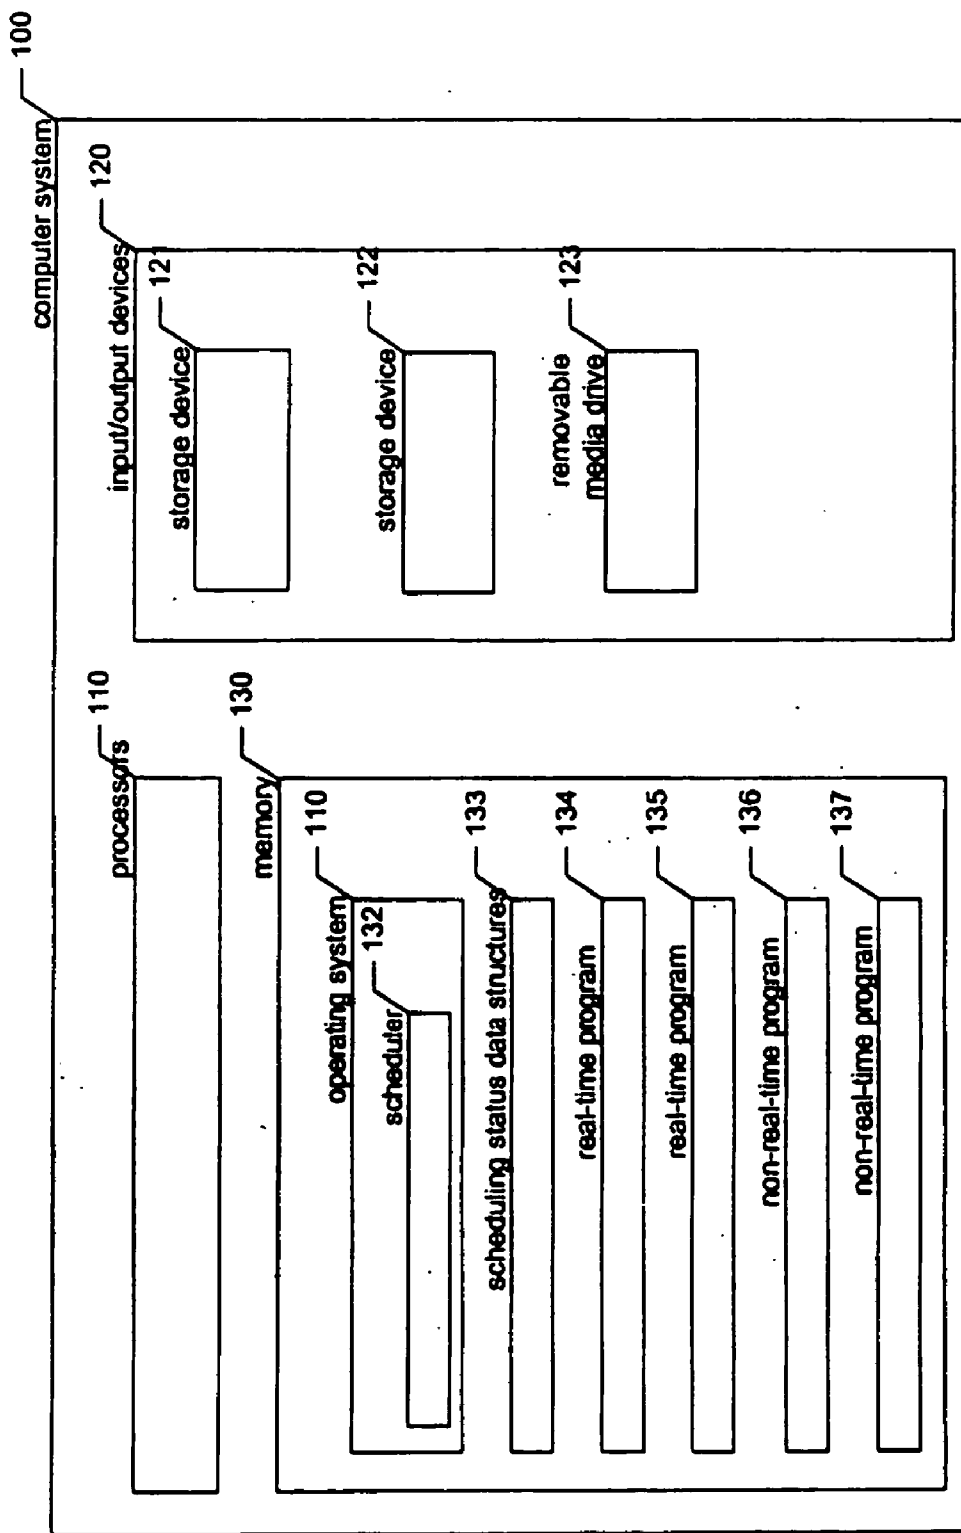 computer system
100
processors
110
memory
130
operating system
110
scheduler
132
scheduling status data structures
133
real-time program
134
real-time program
135
non-real-time program
136
non-real-time program
137
input/output devices
120
storage device
121
storage device
122
removable
media drive
123